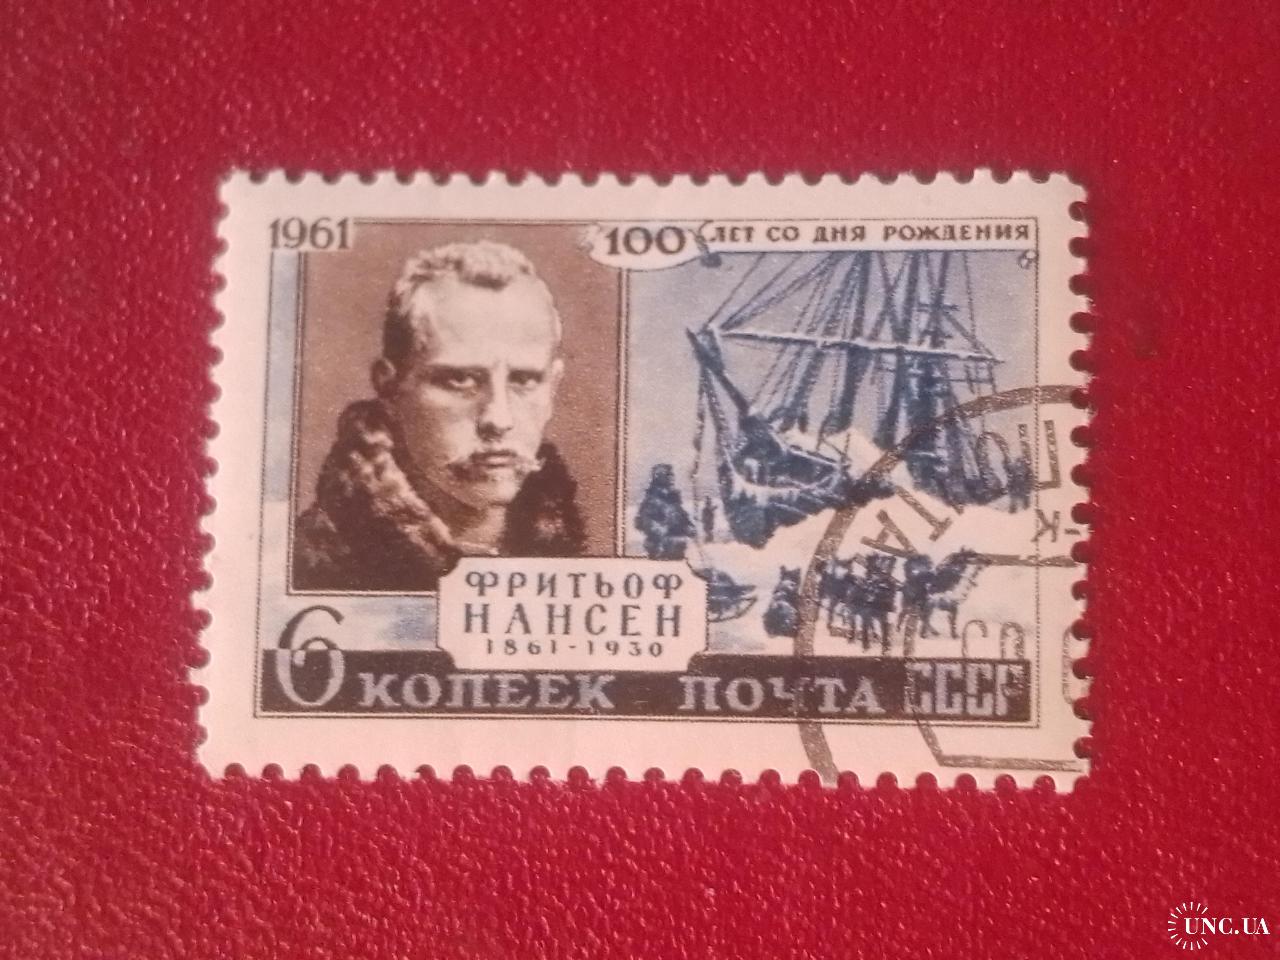 1961
100 ЛЕТ СО ДНЯ РОЖДЕНИЯ
ФРИТЬОФ
НАНСЕН
1861-1930
6 КОПЕЕК ПОЧТА СССР
UNC.UA